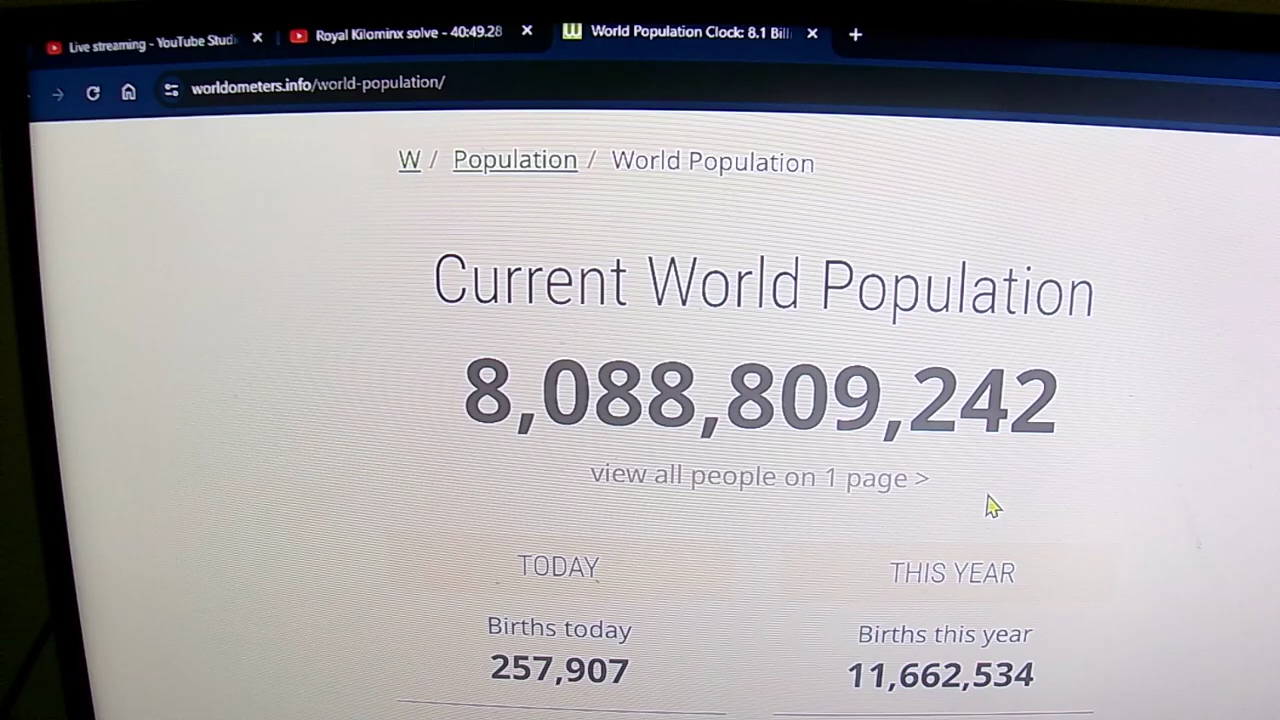 Live streaming - YouTube Studi
Royal Kilominx solve - 40:49.28
World Population Clock: 8.1 Bill
worldometers.info/world-population/
W / Population / World Population
Current World Population
8,088,809,242
view all people on 1 page >
TODAY
THIS YEAR
Births today
Births this year
257,907
11,662,534